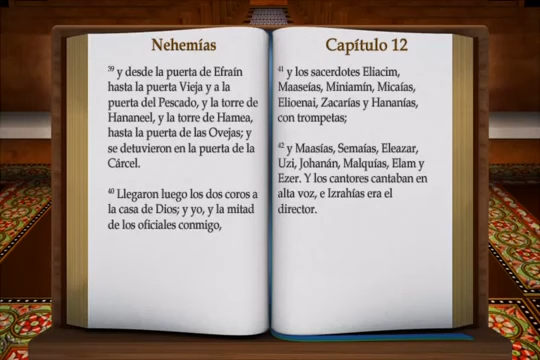 Nehemías
³⁹ y desde la puerta de Efraín
hasta la puerta Vieja y a la
puerta del Pescado, y la torre de
Hananeel, y la torre de Hamea,
hasta la puerta de las Ovejas; y
se detuvieron en la puerta de la
Cárcel.
⁴⁰ Llegaron luego los dos coros a
la casa de Dios; y yo, y la mitad
de los oficiales conmigo,
Capítulo 12
⁴¹ y los sacerdotes Eliacim,
Maaseías, Miniamín, Micaías,
Elioenai, Zacarías y Hananías,
con trompetas;
⁴² y Maasías, Semaías, Eleazar,
Uzi, Johanán, Malquías, Elam y
Ezer. Y los cantores cantaban en
alta voz, e Izrahías era el
director.